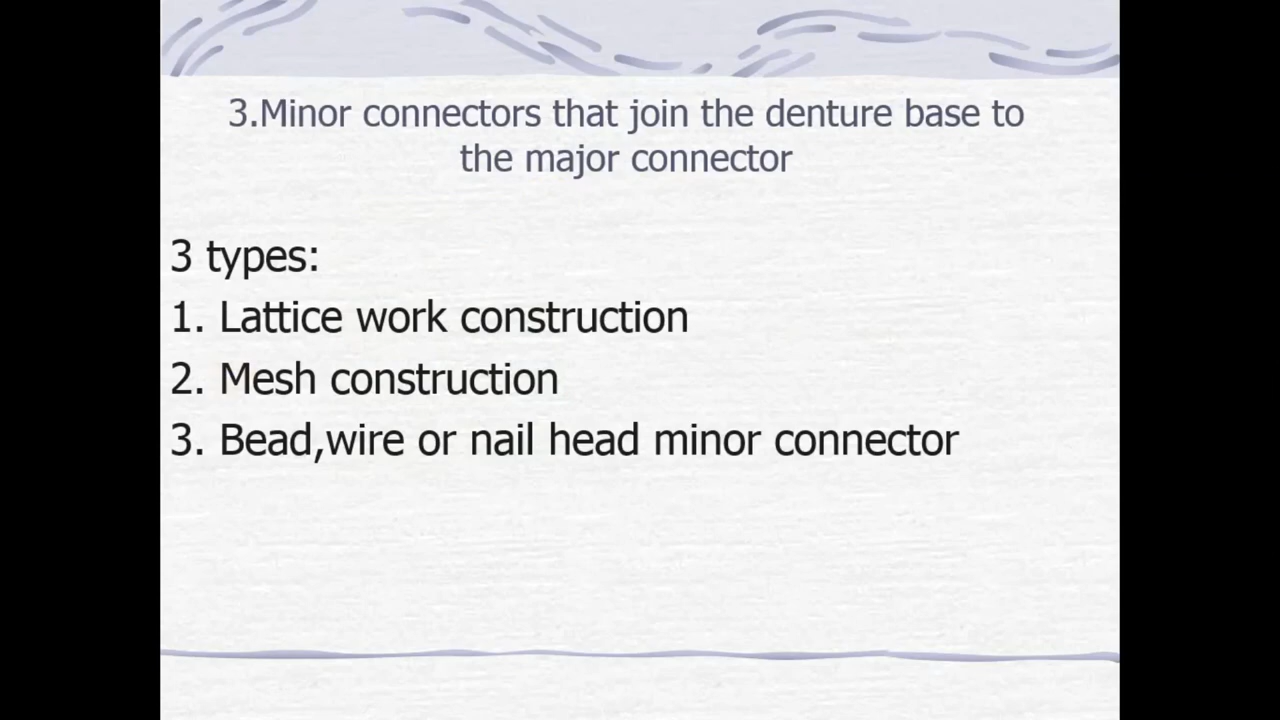 3.Minor connectors that join the denture base to
the major connector
3 types:
1. Lattice work construction
2. Mesh construction
3. Bead,wire or nail head minor connector